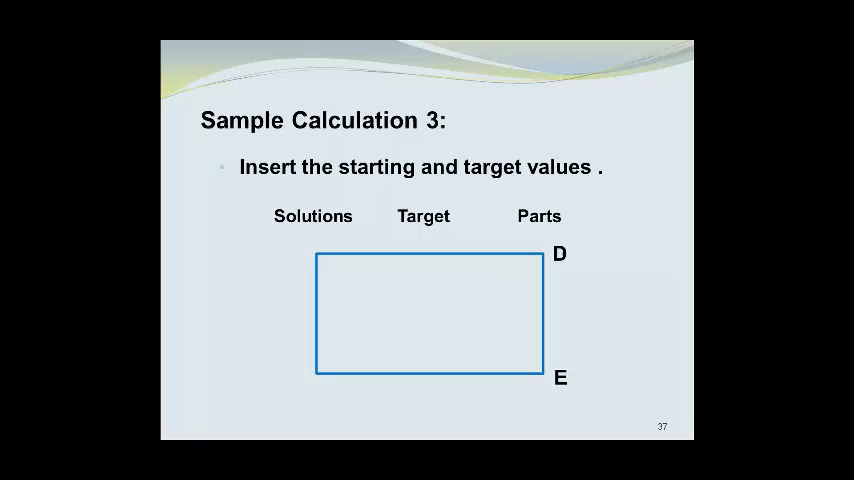 Sample Calculation 3:
Insert the starting and target values .
Solutions Target Parts
D
E
37